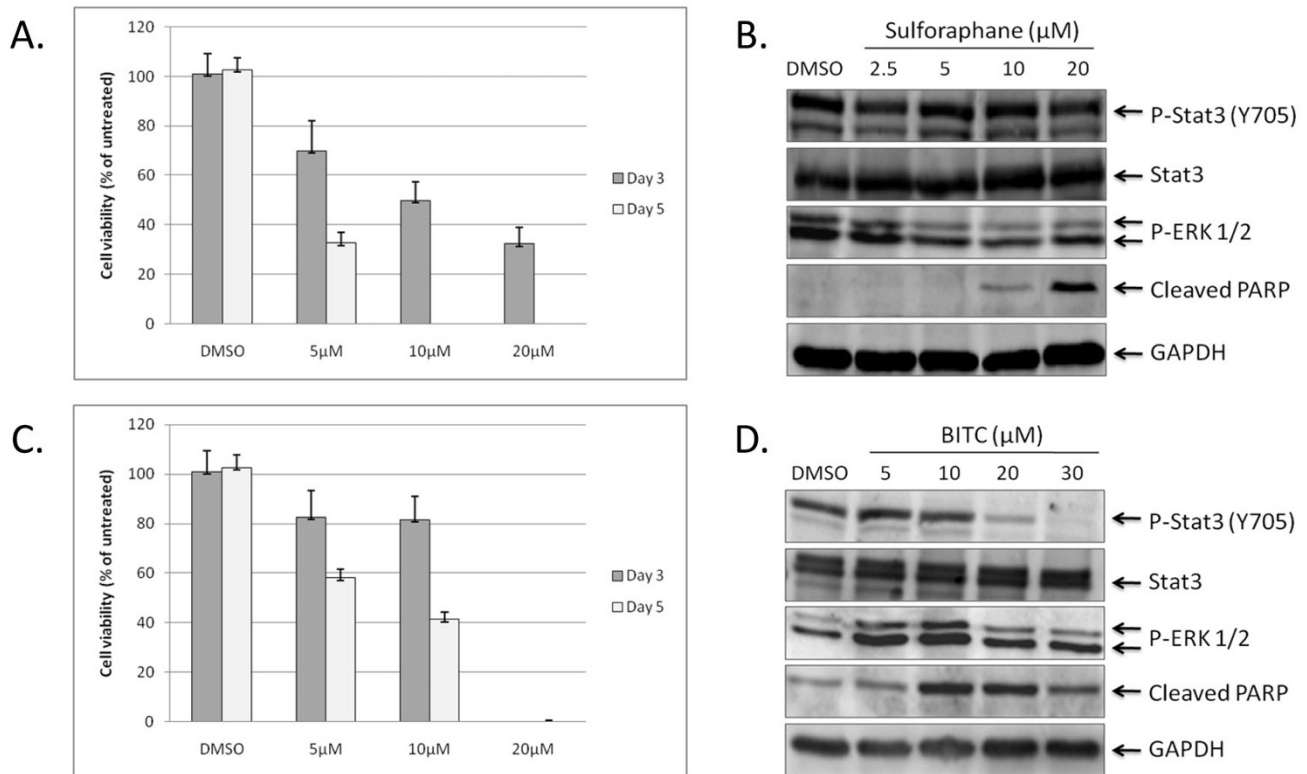 A.
Cell viability (% of untreated)
120
100
80
60
40
20
0
DMSO 5μM 10μM 20μM
Day 3
Day 5
B.
Sulforaphane (μM)
DMSO 2.5 5 10 20
P-Stat3 (Y705)
Stat3
P-ERK 1/2
Cleaved PARP
GAPDH
C.
Cell viability (% of untreated)
120
100
80
60
40
20
0
DMSO 5μM 10μM 20μM
Day 3
Day 5
D.
BITC (μM)
DMSO 5 10 20 30
P-Stat3 (Y705)
Stat3
P-ERK 1/2
Cleaved PARP
GAPDH